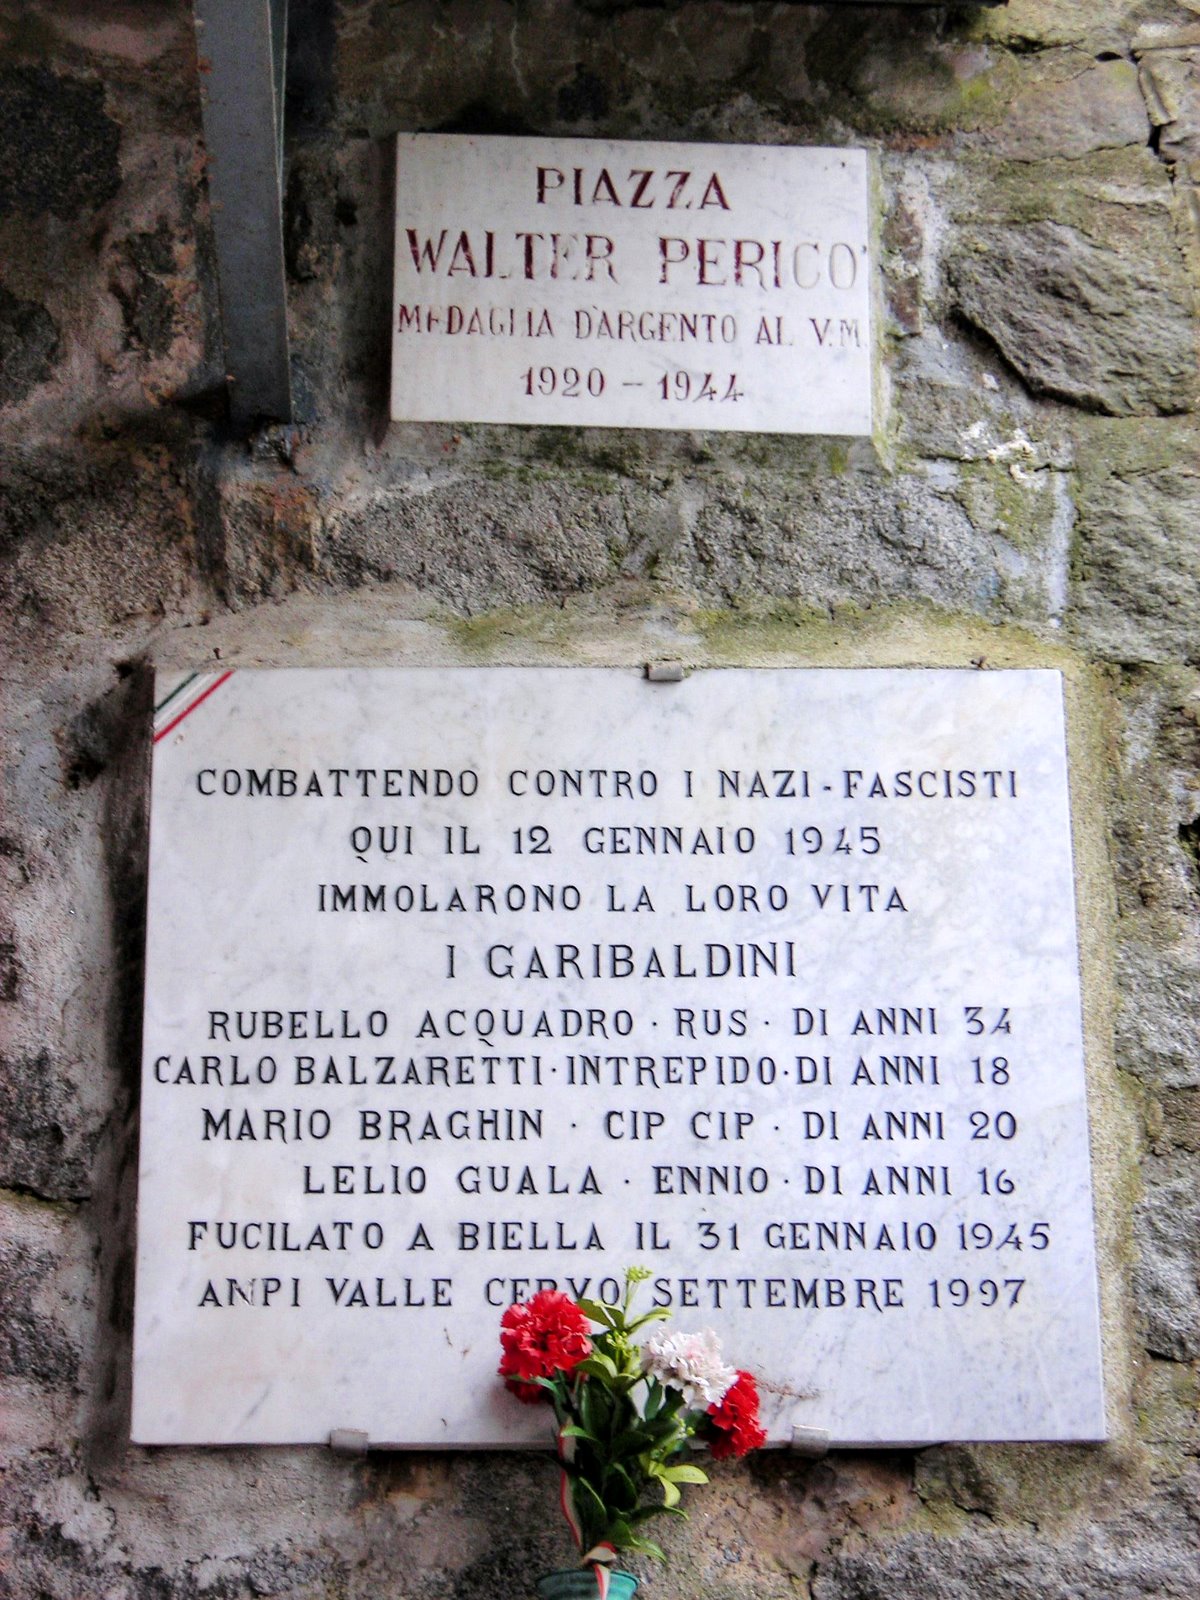 PIAZZA
WALTER PERICO'
MEDAGLIA D'ARGENTO AL V.M.
1920 - 1944
COMBATTENDO CONTRO I NAZI-FASCISTI
QUI IL 12 GENNAIO 1945
IMMOLARONO LA LORO VITA
I GARIBALDINI
RUBELLO ACQUADRO · RUS · DI ANNI 34
CARLO BALZARETTI · INTREPIDO · DI ANNI 18
MARIO BRAGHIN · CIP CIP · DI ANNI 20
LELIO GUALA · ENNIO · DI ANNI 16
FUCILATO A BIELLA IL 31 GENNAIO 1945
ANPI VALLE CERVO SETTEMBRE 1997